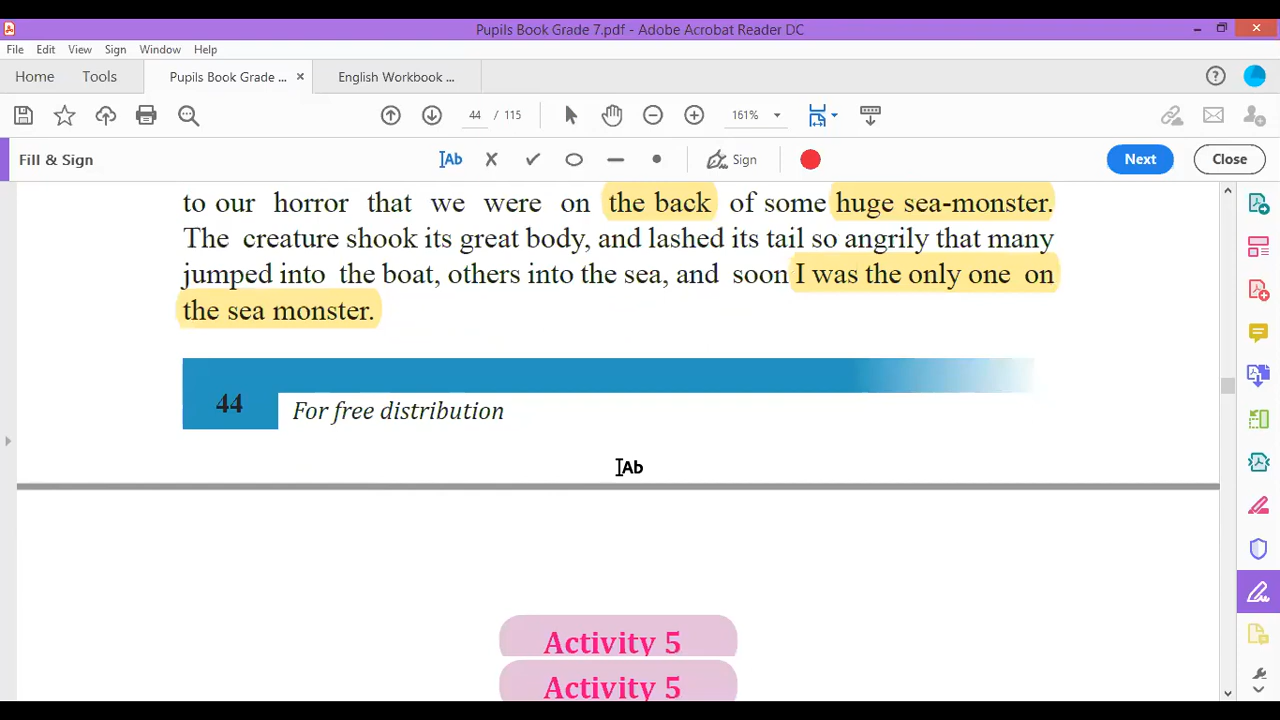 Pupils Book Grade 7.pdf - Adobe Acrobat Reader DC
File Edit View Sign Window Help
Home Tools Pupils Book Grade ... × English Workbook ...
44 / 115 161%
Fill & Sign Ab Sign Next Close
to our horror that we were on the back of some huge sea-monster.
The creature shook its great body, and lashed its tail so angrily that many
jumped into the boat, others into the sea, and soon I was the only one on
the sea monster.
44
For free distribution
Ab
Activity 5
Activity 5